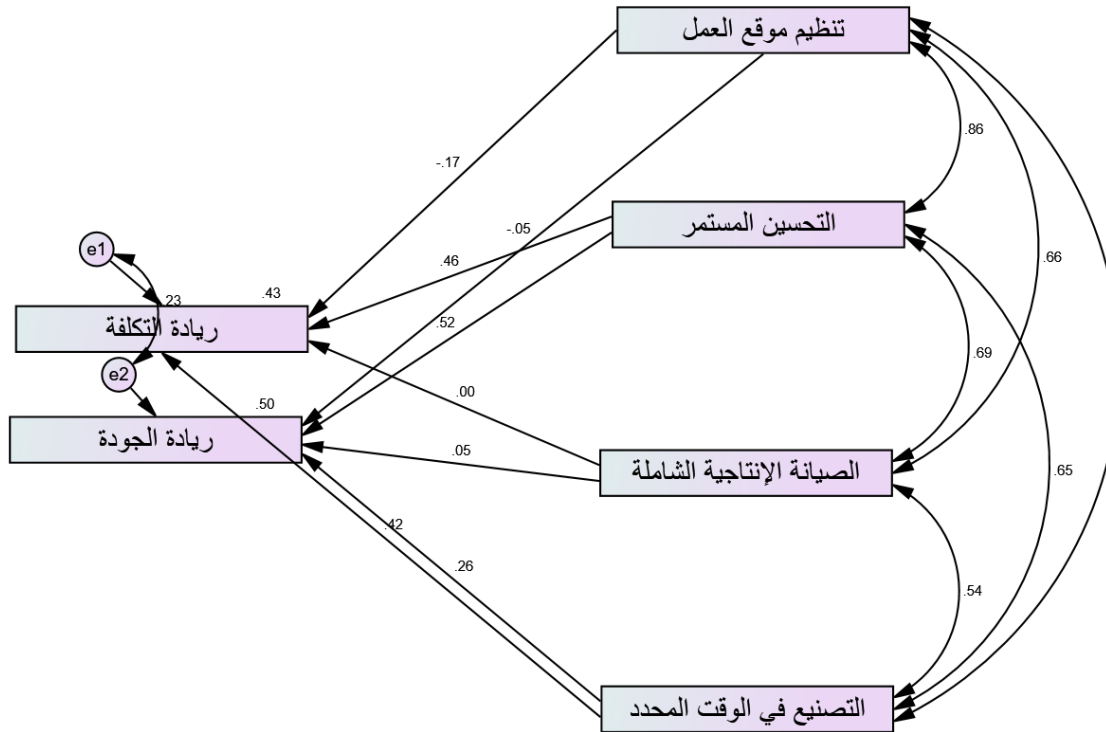 تنظيم موقع العمل
.86
-.17
التحسين المستمر
-.05
e1
.46
.66
.43
.23
ريادة التكلفة
.52
.69
e2
.00
.50
ريادة الجودة
.05
الصيانة الإنتاجية الشاملة
.65
.42
.26
.54
التصنيع في الوقت المحدد